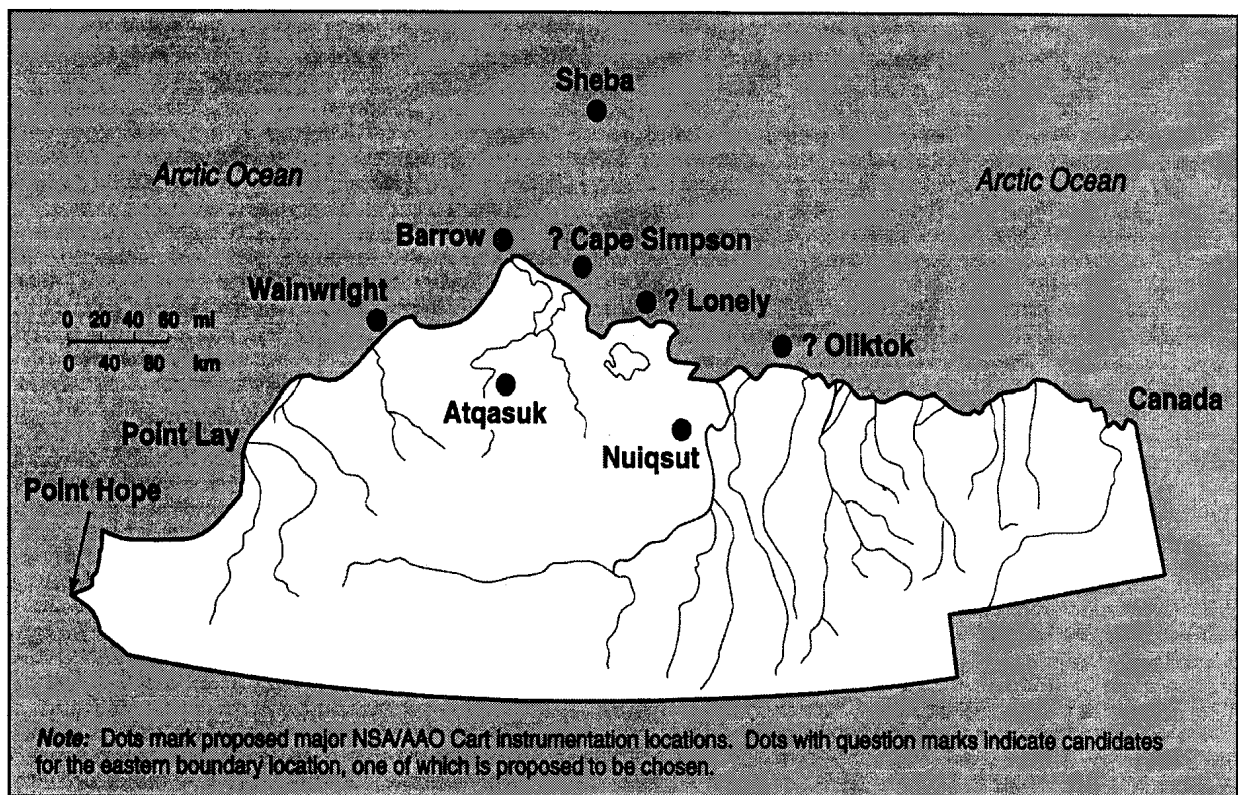 Sheba
Arctic Ocean
Arctic Ocean
Barrow
? Cape Simpson
Wainwright
? Lonely
0 20 40 60 mi
0 40 80 km
? Oliktok
Atqasuk
Canada
Point Lay
Nuiqsut
Point Hope
Note: Dots mark proposed major NSA/AAO Cart instrumentation locations. Dots with question marks indicate candidates
for the eastern boundary location, one of which is proposed to be chosen.